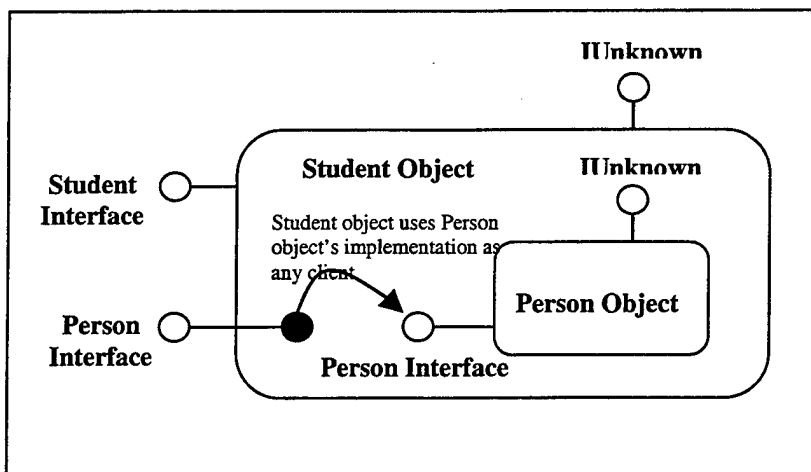 IUnknown
Student Object
IUnknown
Student
Interface
Student object uses Person
object's implementation as
any client
Person Object
Person
Interface
Person Interface